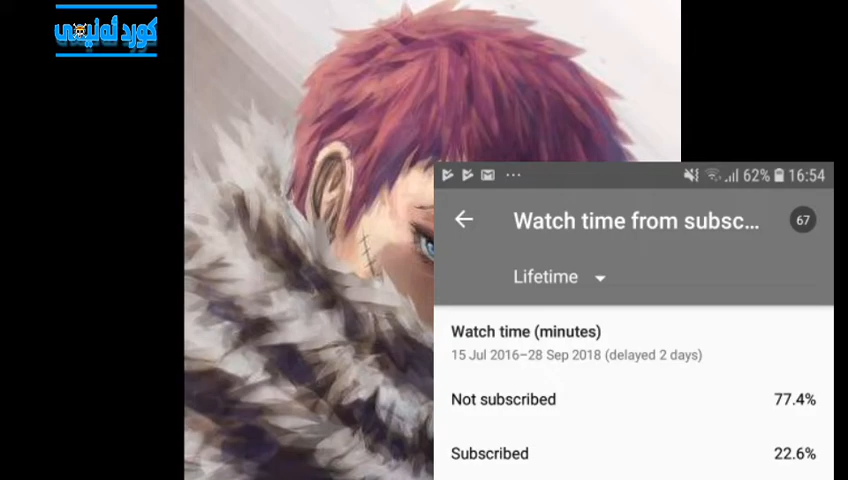 کورد ئەنیمی
62% 16:54
Watch time from subsc...
67
Lifetime
Watch time (minutes)
15 Jul 2016–28 Sep 2018 (delayed 2 days)
Not subscribed 77.4%
Subscribed 22.6%